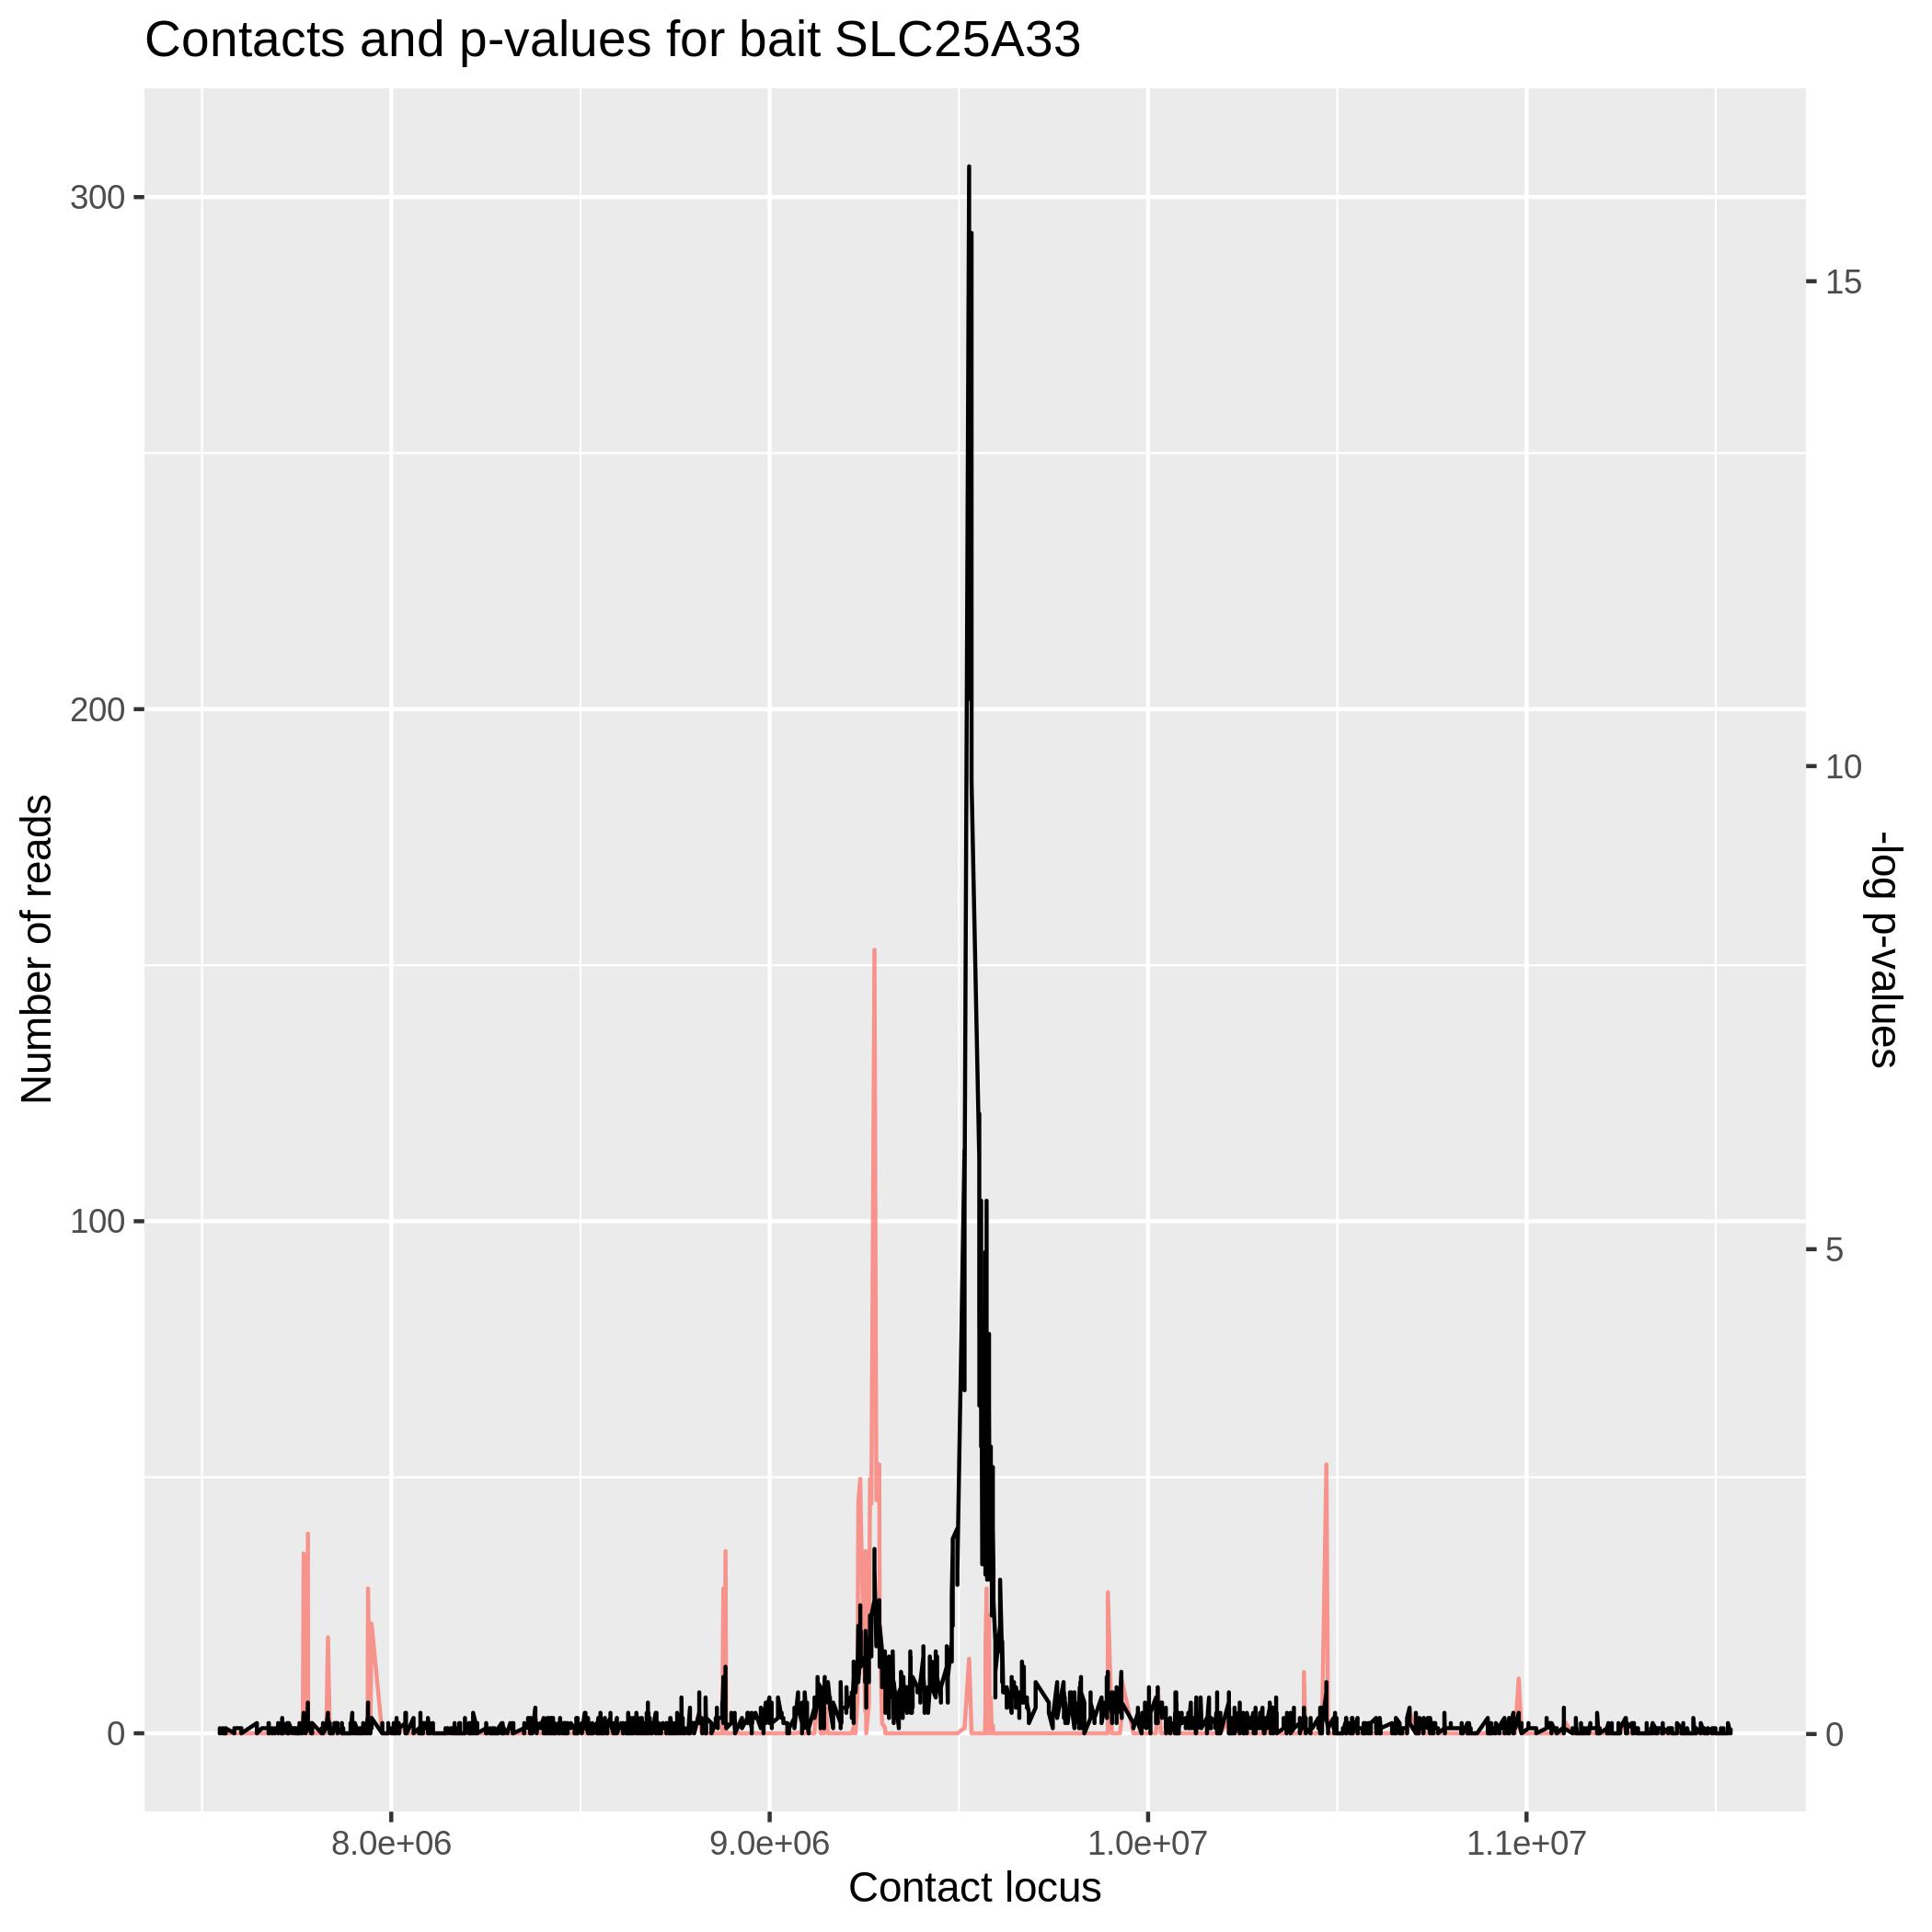 Contacts and p-values for bait SLC25A33
300
200
100
0
15
10
5
0
Number of reads
-log p-values
8.0e+06
9.0e+06
1.0e+07
1.1e+07
Contact locus